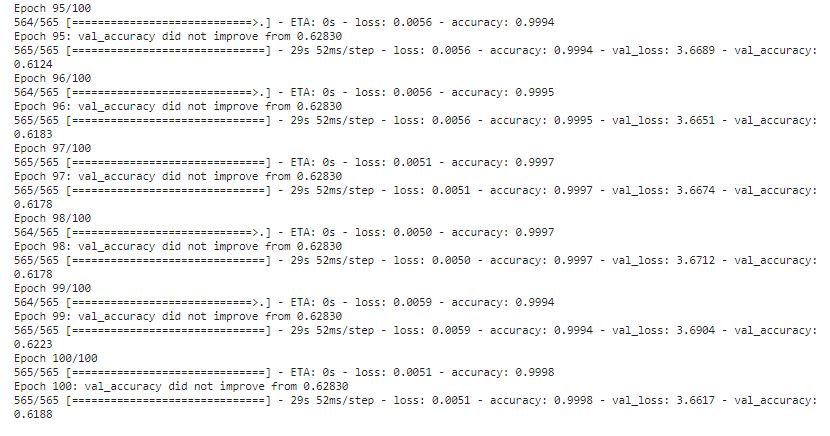 Epoch 95/100
564/565 [============================>.] - ETA: 0s - loss: 0.0056 - accuracy: 0.9994
Epoch 95: val_accuracy did not improve from 0.62830
565/565 [==============================] - 29s 52ms/step - loss: 0.0056 - accuracy: 0.9994 - val_loss: 3.6689 - val_accuracy:
0.6124
Epoch 96/100
564/565 [============================>.] - ETA: 0s - loss: 0.0056 - accuracy: 0.9995
Epoch 96: val_accuracy did not improve from 0.62830
565/565 [==============================] - 29s 52ms/step - loss: 0.0056 - accuracy: 0.9995 - val_loss: 3.6651 - val_accuracy:
0.6183
Epoch 97/100
564/565 [============================>.] - ETA: 0s - loss: 0.0051 - accuracy: 0.9997
Epoch 97: val_accuracy did not improve from 0.62830
565/565 [==============================] - 29s 52ms/step - loss: 0.0051 - accuracy: 0.9997 - val_loss: 3.6674 - val_accuracy:
0.6178
Epoch 98/100
564/565 [============================>.] - ETA: 0s - loss: 0.0050 - accuracy: 0.9997
Epoch 98: val_accuracy did not improve from 0.62830
565/565 [==============================] - 29s 52ms/step - loss: 0.0050 - accuracy: 0.9997 - val_loss: 3.6712 - val_accuracy:
0.6178
Epoch 99/100
564/565 [============================>.] - ETA: 0s - loss: 0.0059 - accuracy: 0.9994
Epoch 99: val_accuracy did not improve from 0.62830
565/565 [==============================] - 29s 52ms/step - loss: 0.0059 - accuracy: 0.9994 - val_loss: 3.6904 - val_accuracy:
0.6223
Epoch 100/100
565/565 [==============================] - ETA: 0s - loss: 0.0051 - accuracy: 0.9998
Epoch 100: val_accuracy did not improve from 0.62830
565/565 [==============================] - 29s 52ms/step - loss: 0.0051 - accuracy: 0.9998 - val_loss: 3.6617 - val_accuracy:
0.6188